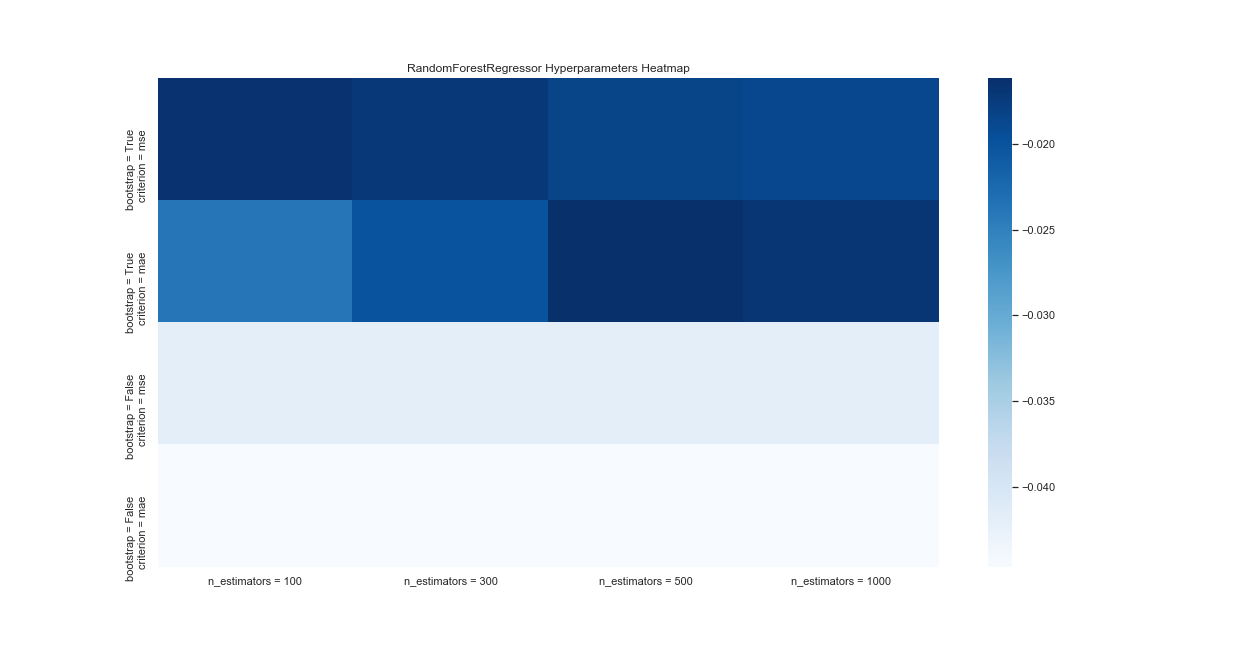 RandomForestRegressor Hyperparameters Heatmap
bootstrap = True
criterion = mse
bootstrap = True
criterion = mae
bootstrap = False
criterion = mse
bootstrap = False
criterion = mae
n_estimators = 100
n_estimators = 300
n_estimators = 500
n_estimators = 1000
−0.020
−0.025
−0.030
−0.035
−0.040